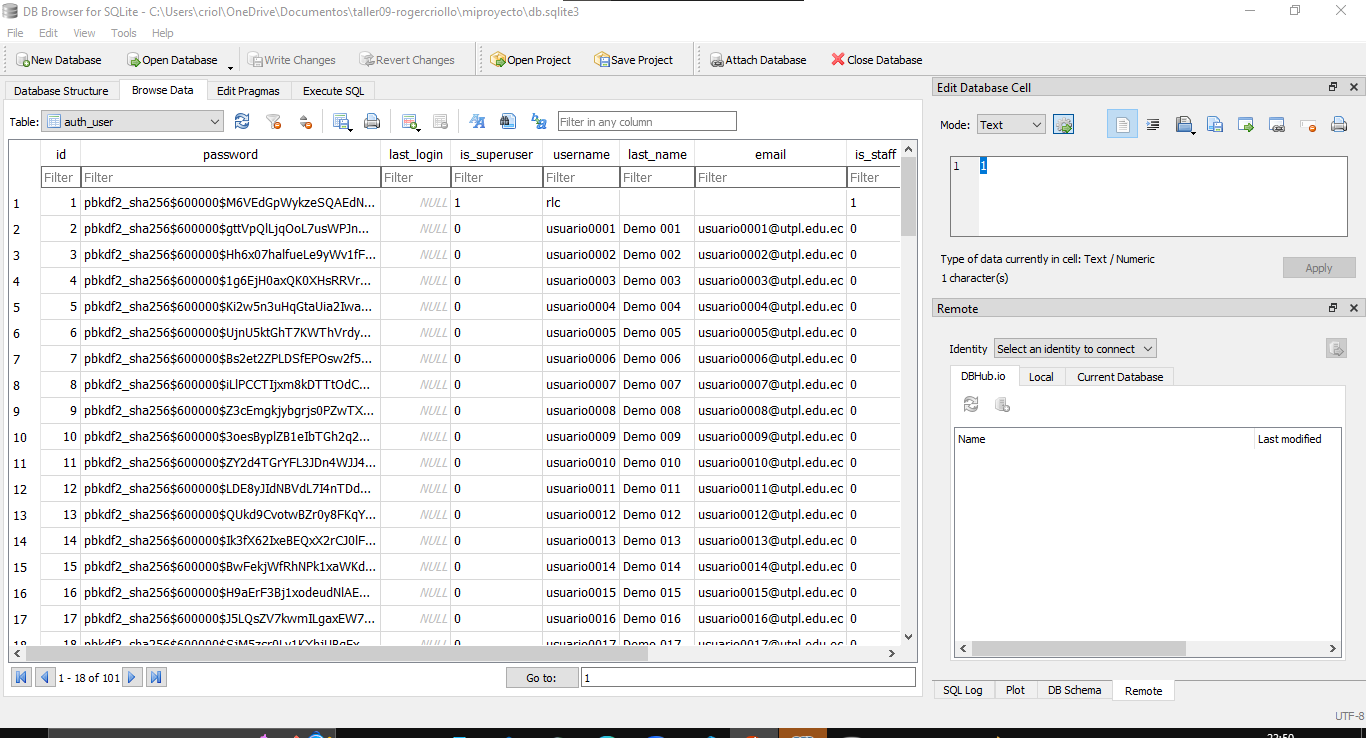 DB Browser for SQLite - C:\Users\criol\OneDrive\Documentos\taller09-rogercriollo\miproyecto\db.sqlite3
File Edit View Tools Help
New Database Open Database Write Changes Revert Changes Open Project Save Project Attach Database Close Database
Database Structure Browse Data Edit Pragmas Execute SQL
Table: auth_user Filter in any column
id password last_login is_superuser username last_name email is_staff
Filter Filter Filter Filter Filter Filter Filter Filter
1 1 pbkdf2_sha256$600000$M6VEdGpWykzeSQAEdN... NULL 1 rlc 1
2 2 pbkdf2_sha256$600000$gttVpQlLjqOoL7usWPJn... NULL 0 usuario0001 Demo 001 usuario0001@utpl.edu.ec 0
3 3 pbkdf2_sha256$600000$Hh6x07halfueLe9yWv1fF... NULL 0 usuario0002 Demo 002 usuario0002@utpl.edu.ec 0
4 4 pbkdf2_sha256$600000$1g6EjH0axQK0XHsRRVr... NULL 0 usuario0003 Demo 003 usuario0003@utpl.edu.ec 0
5 5 pbkdf2_sha256$600000$Ki2w5n3uHqGtaUia2Iwa... NULL 0 usuario0004 Demo 004 usuario0004@utpl.edu.ec 0
6 6 pbkdf2_sha256$600000$UjnU5ktGhT7KWThVrdy... NULL 0 usuario0005 Demo 005 usuario0005@utpl.edu.ec 0
7 7 pbkdf2_sha256$600000$Bs2et2ZPLDSfEPOsw2f5... NULL 0 usuario0006 Demo 006 usuario0006@utpl.edu.ec 0
8 8 pbkdf2_sha256$600000$iLlPCCTIjxm8kDTTtOdC... NULL 0 usuario0007 Demo 007 usuario0007@utpl.edu.ec 0
9 9 pbkdf2_sha256$600000$Z3cEmgkjybgrjs0PZwTX... NULL 0 usuario0008 Demo 008 usuario0008@utpl.edu.ec 0
10 10 pbkdf2_sha256$600000$3oesByplZB1eIbTGh2q2... NULL 0 usuario0009 Demo 009 usuario0009@utpl.edu.ec 0
11 11 pbkdf2_sha256$600000$ZY2d4TGrYFL3JDn4WJJ4... NULL 0 usuario0010 Demo 010 usuario0010@utpl.edu.ec 0
12 12 pbkdf2_sha256$600000$LDE8yJIdNBVdL7I4nTDd... NULL 0 usuario0011 Demo 011 usuario0011@utpl.edu.ec 0
13 13 pbkdf2_sha256$600000$QUkd9CvotwBZr0y8FKqY... NULL 0 usuario0012 Demo 012 usuario0012@utpl.edu.ec 0
14 14 pbkdf2_sha256$600000$Ik3fX62IxeBEQxX2rCJ0lF... NULL 0 usuario0013 Demo 013 usuario0013@utpl.edu.ec 0
15 15 pbkdf2_sha256$600000$BwFekjWfRhNPk1xaWKd... NULL 0 usuario0014 Demo 014 usuario0014@utpl.edu.ec 0
16 16 pbkdf2_sha256$600000$H9aErF3Bj1xodeudNlAE... NULL 0 usuario0015 Demo 015 usuario0015@utpl.edu.ec 0
17 17 pbkdf2_sha256$600000$J5LQsZV7kwmILgaxEW7... NULL 0 usuario0016 Demo 016 usuario0016@utpl.edu.ec 0
18 18 NULL 0 usuario0017 Demo 017 usuario0017@utpl.edu.ec 0
1 - 18 of 101 Go to: 1
Edit Database Cell
Mode: Text
1 1
Type of data currently in cell: Text / Numeric
1 character(s)
Apply
Remote
Identity Select an identity to connect
DBHub.io Local Current Database
Name Last modified
SQL Log Plot DB Schema Remote
UTF-8